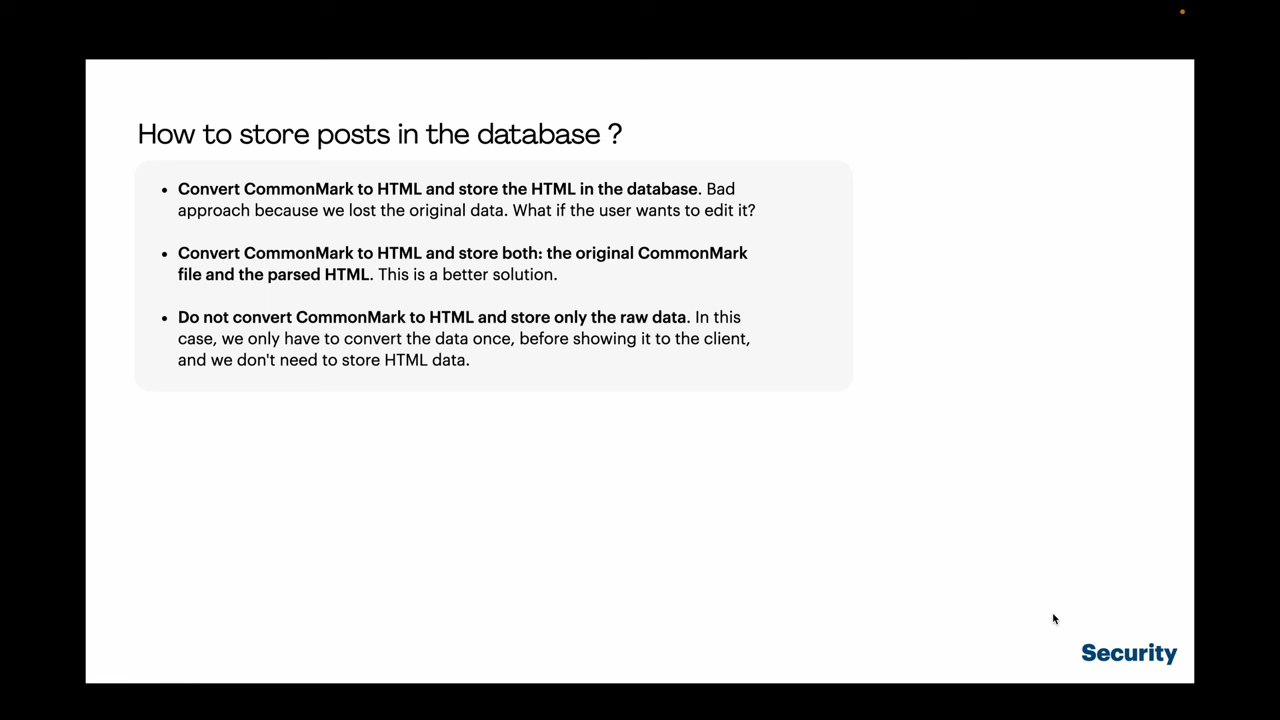 How to store posts in the database ?
• Convert CommonMark to HTML and store the HTML in the database. Bad
approach because we lost the original data. What if the user wants to edit it?
• Convert CommonMark to HTML and store both: the original CommonMark
file and the parsed HTML. This is a better solution.
• Do not convert CommonMark to HTML and store only the raw data. In this
case, we only have to convert the data once, before showing it to the client,
and we don't need to store HTML data.
Security